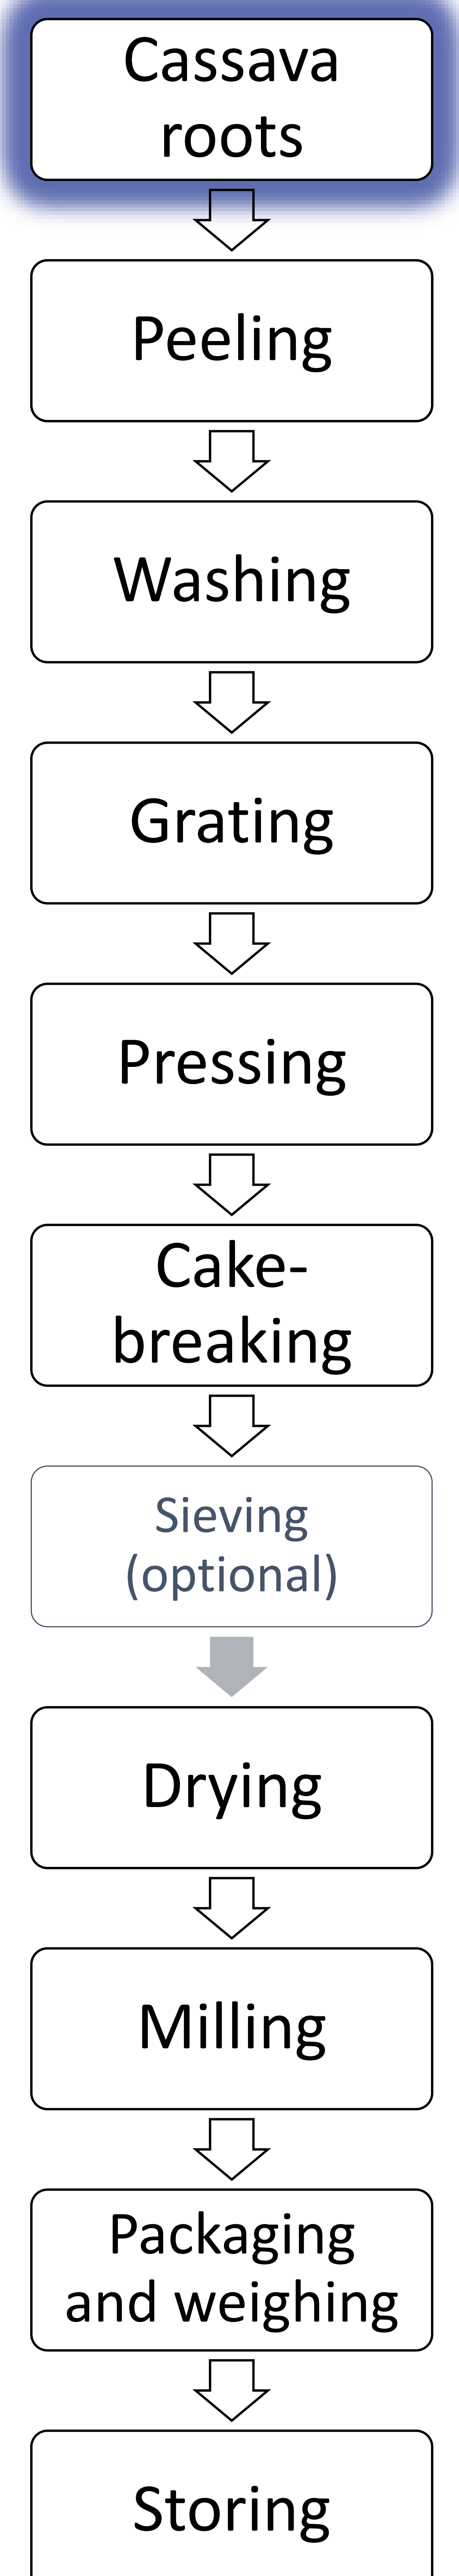 Cassava
roots
Peeling
Washing
Grating
Pressing
Cake-
breaking
Sieving
(optional)
Drying
Milling
Packaging
and weighing
Storing